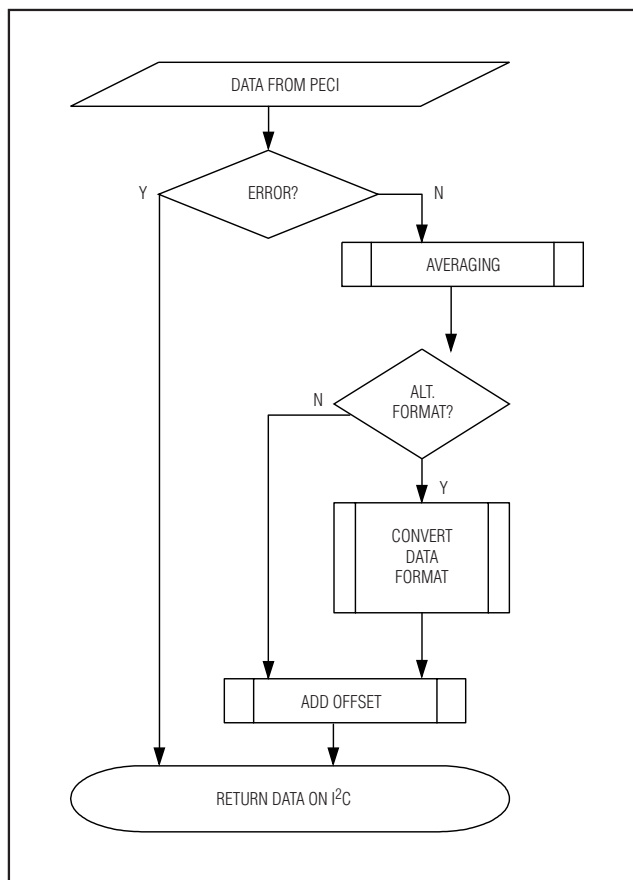 DATA FROM PECI
Y
ERROR?
N
AVERAGING
N
ALT.
FORMAT?
Y
CONVERT
DATA
FORMAT
ADD OFFSET
RETURN DATA ON I²C